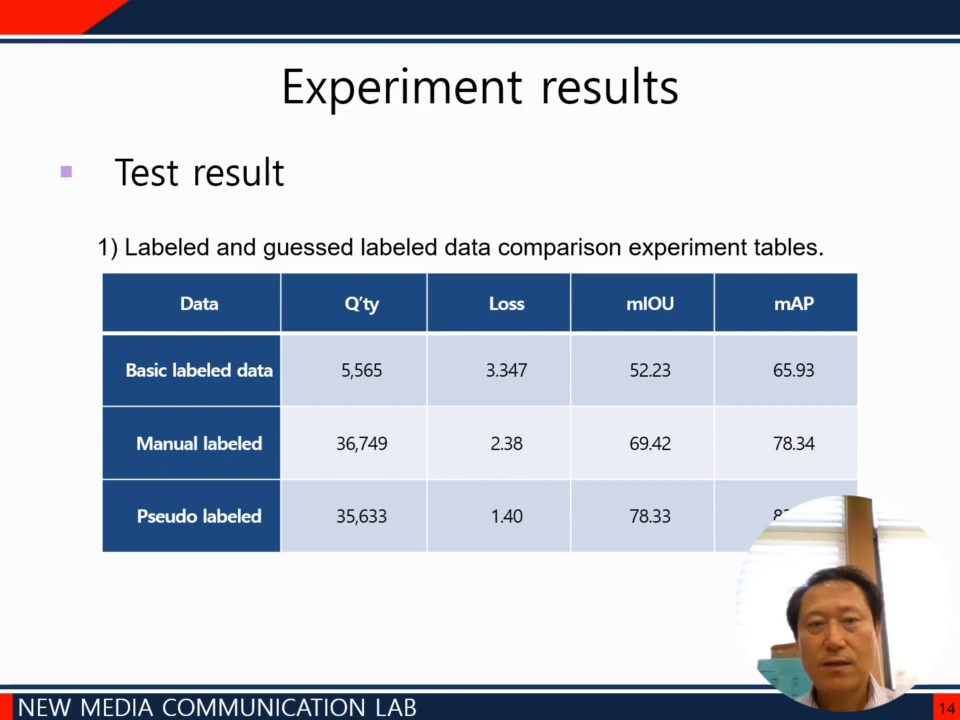 Experiment results
Test result
1) Labeled and guessed labeled data comparison experiment tables.
Data Q'ty Loss mIOU mAP
Basic labeled data 5,565 3.347 52.23 65.93
Manual labeled 36,749 2.38 69.42 78.34
Pseudo labeled 35,633 1.40 78.33
NEW MEDIA COMMUNICATION LAB 14